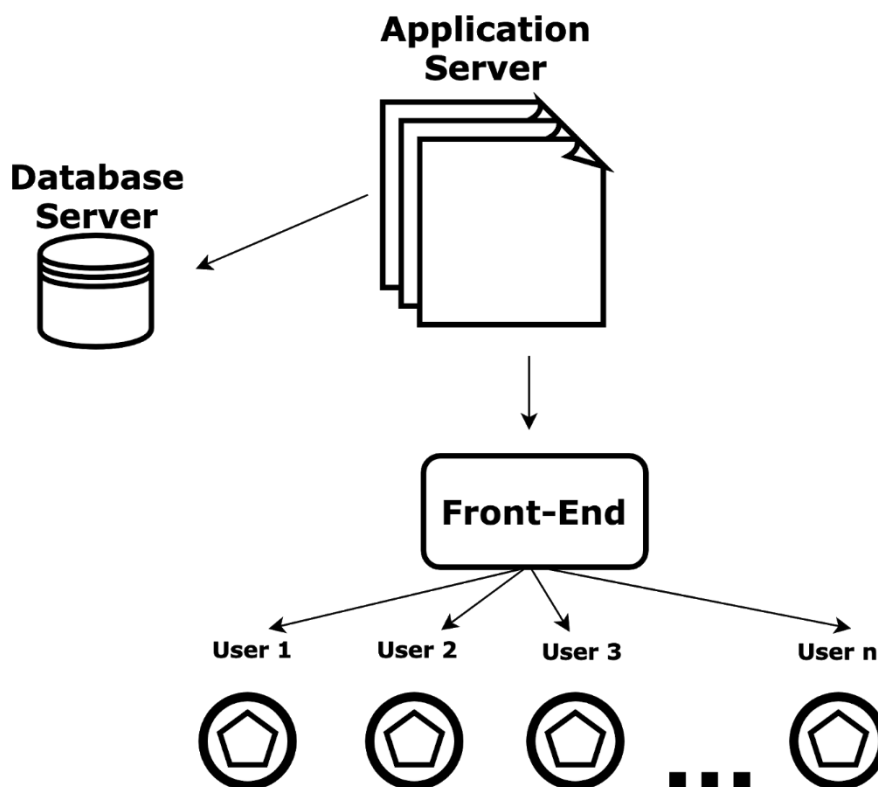 Application
Server
Database
Server
Front-End
User 1
User 2
User 3
User n
...